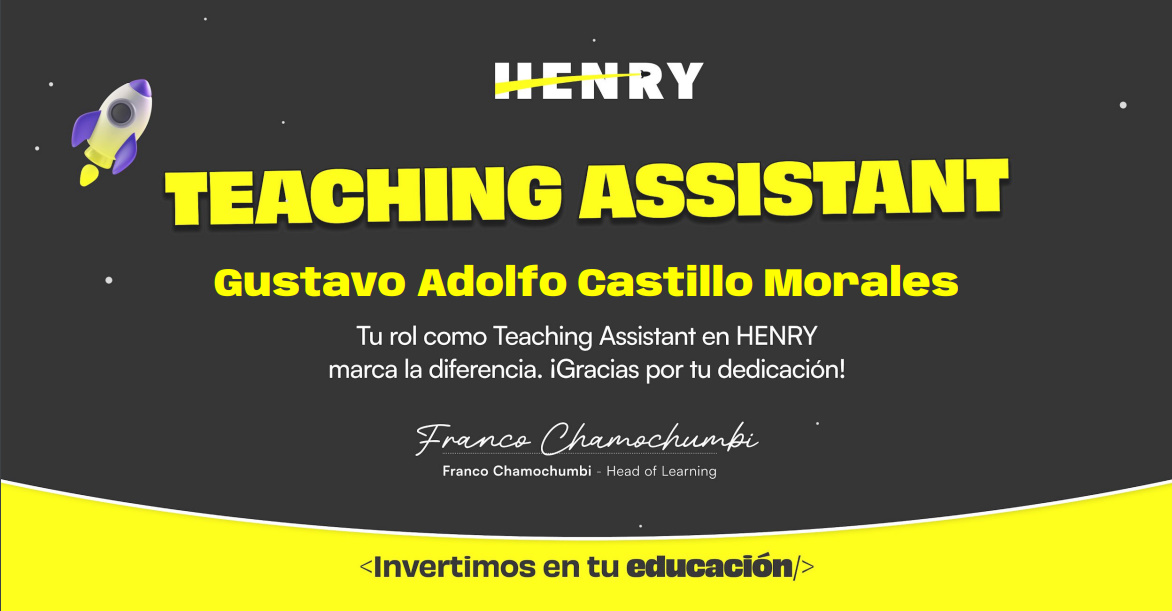 HENRY
TEACHING ASSISTANT
Gustavo Adolfo Castillo Morales
Tu rol como Teaching Assistant en HENRY
marca la diferencia. ¡Gracias por tu dedicación!
Franco Chamochumbi
Franco Chamochumbi - Head of Learning
<Invertimos en tu educación/>